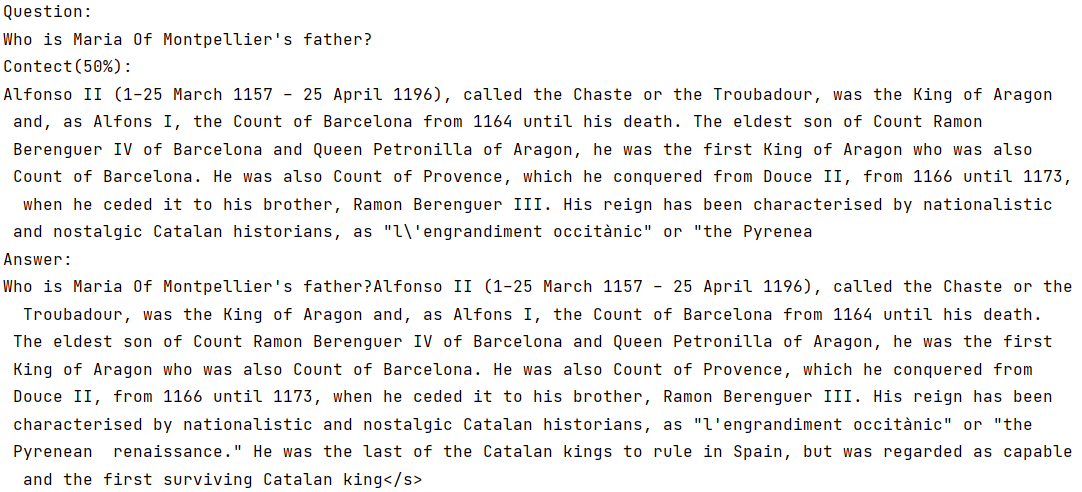 Question:
Who is Maria Of Montpellier's father?
Contect(50%):
Alfonso II (1–25 March 1157 – 25 April 1196), called the Chaste or the Troubadour, was the King of Aragon
and, as Alfons I, the Count of Barcelona from 1164 until his death. The eldest son of Count Ramon
Berenguer IV of Barcelona and Queen Petronilla of Aragon, he was the first King of Aragon who was also
Count of Barcelona. He was also Count of Provence, which he conquered from Douce II, from 1166 until 1173,
when he ceded it to his brother, Ramon Berenguer III. His reign has been characterised by nationalistic
and nostalgic Catalan historians, as "l\'engrandiment occitànic" or "the Pyrenea
Answer:
Who is Maria Of Montpellier's father?Alfonso II (1–25 March 1157 – 25 April 1196), called the Chaste or the
Troubadour, was the King of Aragon and, as Alfons I, the Count of Barcelona from 1164 until his death.
The eldest son of Count Ramon Berenguer IV of Barcelona and Queen Petronilla of Aragon, he was the first
King of Aragon who was also Count of Barcelona. He was also Count of Provence, which he conquered from
Douce II, from 1166 until 1173, when he ceded it to his brother, Ramon Berenguer III. His reign has been
characterised by nationalistic and nostalgic Catalan historians, as "l'engrandiment occitànic" or "the
Pyrenean  renaissance." He was the last of the Catalan kings to rule in Spain, but was regarded as capable
and the first surviving Catalan king</s>